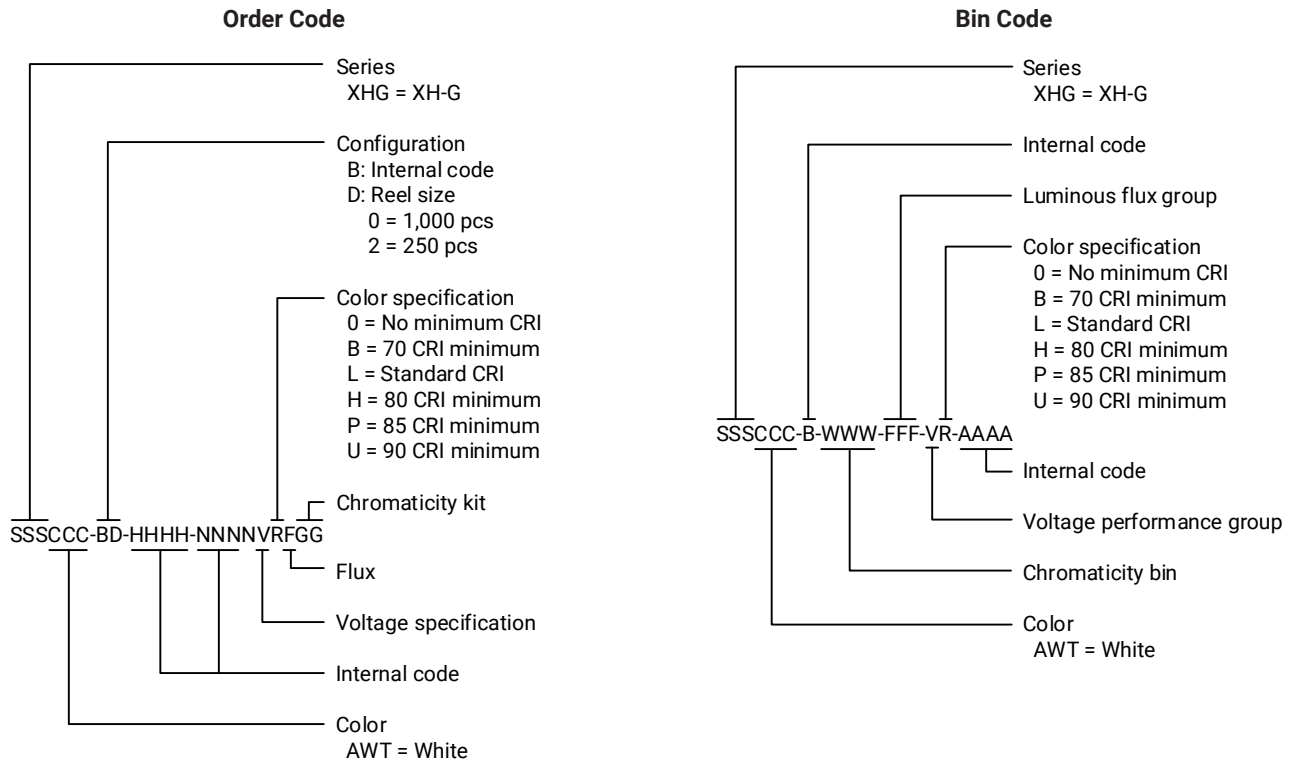 Order Code
Series
XHG = XH-G
Configuration
B: Internal code
D: Reel size
0 = 1,000 pcs
2 = 250 pcs
Color specification
0 = No minimum CRI
B = 70 CRI minimum
L = Standard CRI
H = 80 CRI minimum
P = 85 CRI minimum
U = 90 CRI minimum
Chromaticity kit
SSSCCC-BD-HHHH-NNNNNVRFGG
Flux
Voltage specification
Internal code
Color
AWT = White
Bin Code
Series
XHG = XH-G
Internal code
Luminous flux group
Color specification
0 = No minimum CRI
B = 70 CRI minimum
L = Standard CRI
H = 80 CRI minimum
P = 85 CRI minimum
U = 90 CRI minimum
SSSCCC-B-WWW-FFF-VR-AAAA
Internal code
Voltage performance group
Chromaticity bin
Color
AWT = White